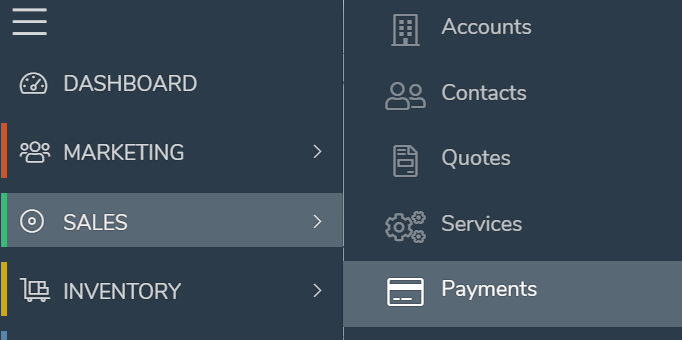 DASHBOARD
MARKETING
SALES
INVENTORY
Accounts
Contacts
Quotes
Services
Payments